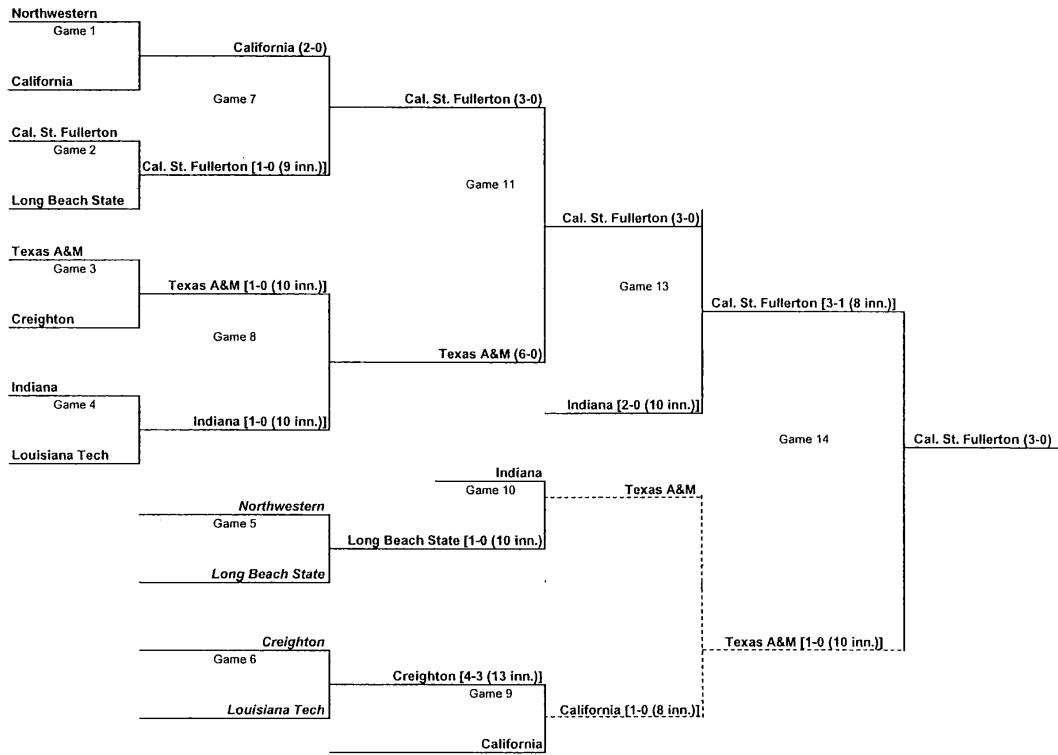 Northwestern
Game 1
California (2-0)
California
Game 7
Cal. St. Fullerton (3-0)
Cal. St. Fullerton
Game 2
Cal. St. Fullerton [1-0 (9 inn.)]
Game 11
Long Beach State
Cal. St. Fullerton (3-0)
Texas A&M
Game 3
Texas A&M [1-0 (10 inn.)]
Game 13
Cal. St. Fullerton [3-1 (8 inn.)]
Creighton
Game 8
Texas A&M (6-0)
Indiana
Game 4
Indiana [2-0 (10 inn.)]
Indiana [1-0 (10 inn.)]
Game 14
Cal. St. Fullerton (3-0)
Louisiana Tech
Indiana
Game 10
Texas A&M
Northwestern
Game 5
Long Beach State [1-0 (10 inn.)
Long Beach State
Creighton
Game 6
Texas A&M [1-0 (10 inn.)]
Creighton [4-3 (13 inn.)]
Game 9
Louisiana Tech
California [1-0 (8 inn.)]
California